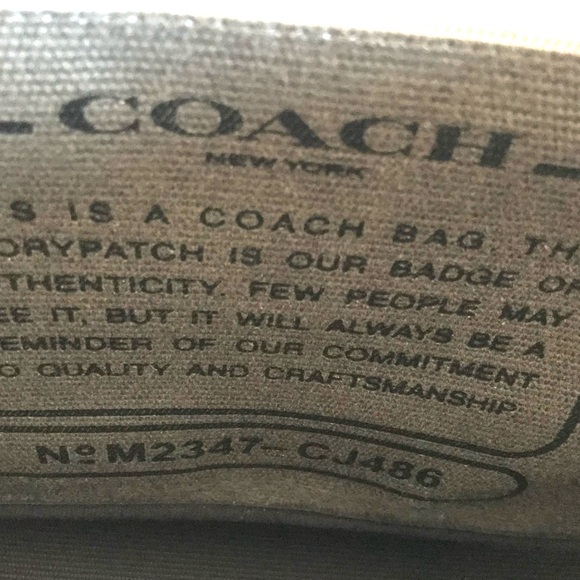 COACH
NEW YORK
S IS A COACH BAG. TH
ORYPATCH IS OUR BADGE OF
THENTICITY. FEW PEOPLE MAY
EE IT, BUT IT WILL ALWAYS BE A
EMINDER OF OUR COMMITMENT
O QUALITY AND CRAFTSMANSHIP.
Nº M2347-CJ486